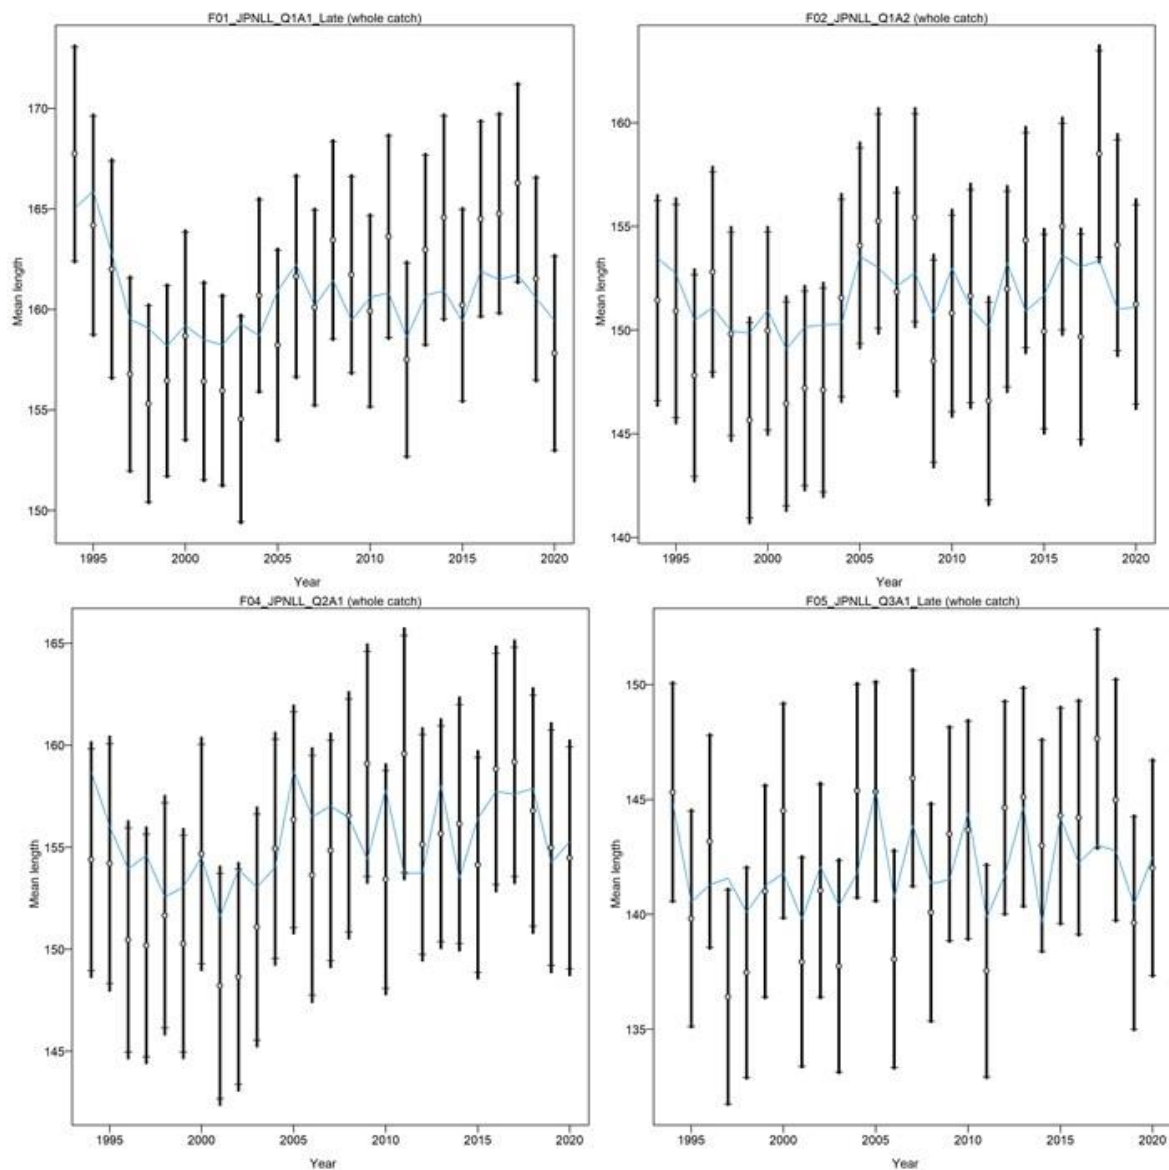 F01_JPNLL_Q1A1_Late (whole catch)
Mean length
170
165
160
155
150
1995 2000 2005 2010 2015 2020
Year
F02_JPNLL_Q1A2 (whole catch)
Mean length
160
155
150
145
140
1995 2000 2005 2010 2015 2020
Year
F04_JPNLL_Q2A1 (whole catch)
Mean length
165
160
155
150
145
1995 2000 2005 2010 2015 2020
Year
F05_JPNLL_Q3A1_Late (whole catch)
Mean length
150
145
140
135
1995 2000 2005 2010 2015 2020
Year